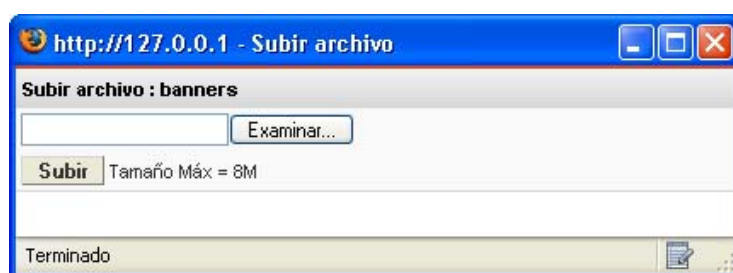 http://127.0.0.1 - Subir archivo
Subir archivo : banners
Examinar...
Subir Tamaño Máx = 8M
Terminado